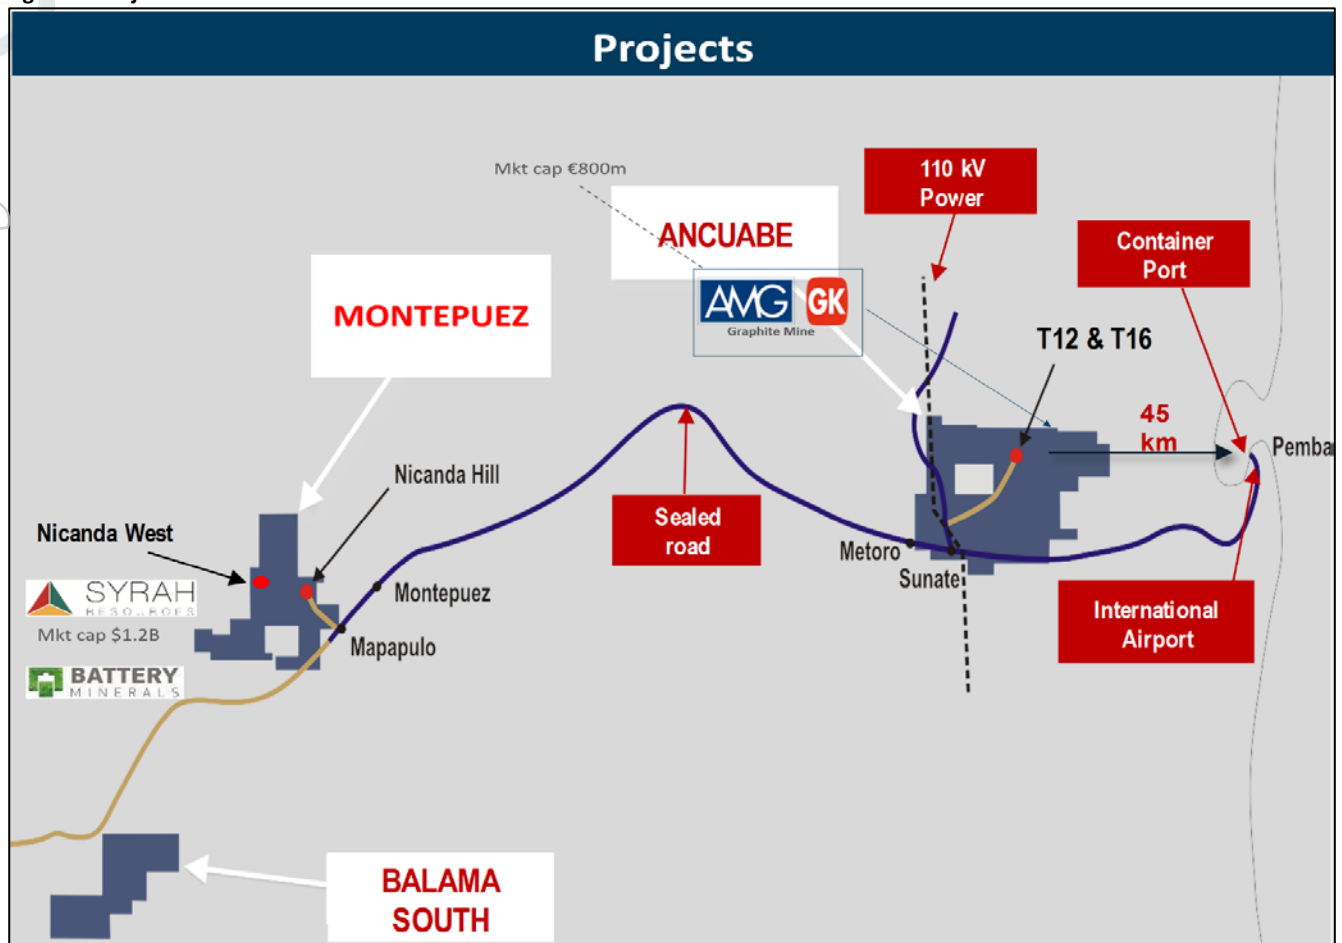 Projects
Mkt cap €800m
110 kV
Power
ANCUABE
Container
Port
MONTEPUEZ
AMG GK
Graphite Mine
T12 & T16
45
km
Pemba
Nicanda Hill
Sealed
road
Nicanda West
Metoro
Sunate
SYRAH
RESOURCES
Mkt cap $1.2B
Montepuez
International
Airport
Mapapulo
BATTERY
MINERALS
BALAMA
SOUTH